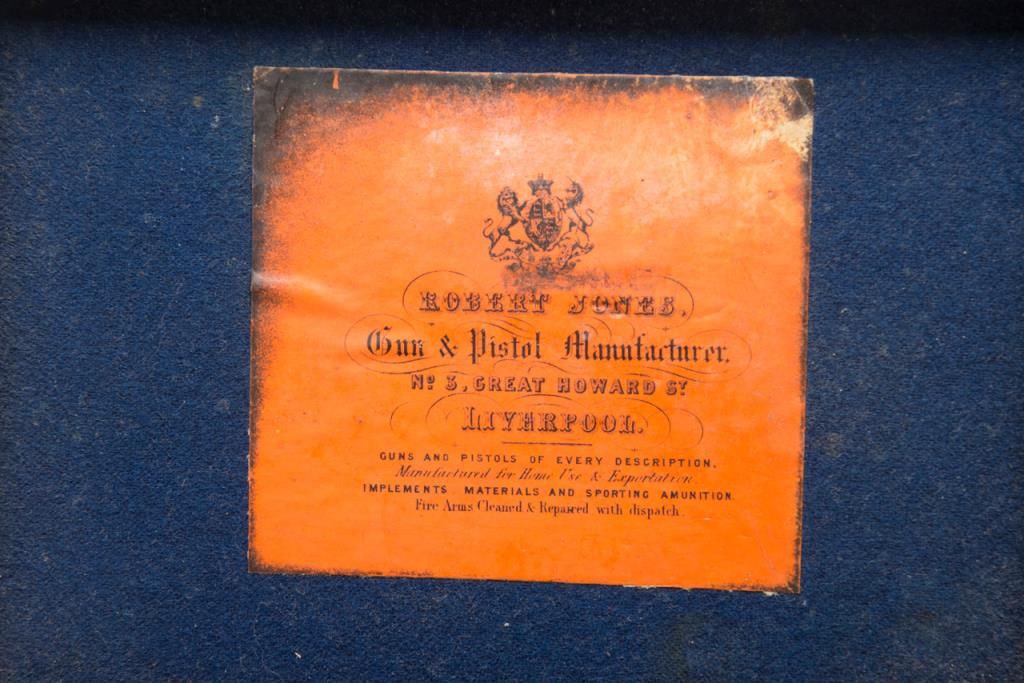 ROBERT JONES,
Gun & Pistol Manufacturer.
No 3, GREAT HOWARD ST
LIVERPOOL.
GUNS AND PISTOLS OF EVERY DESCRIPTION,
Manufactured for Home Use & Exportation.
IMPLEMENTS, MATERIALS AND SPORTING AMUNITION.
Fire Arms Cleaned & Repaired with dispatch.